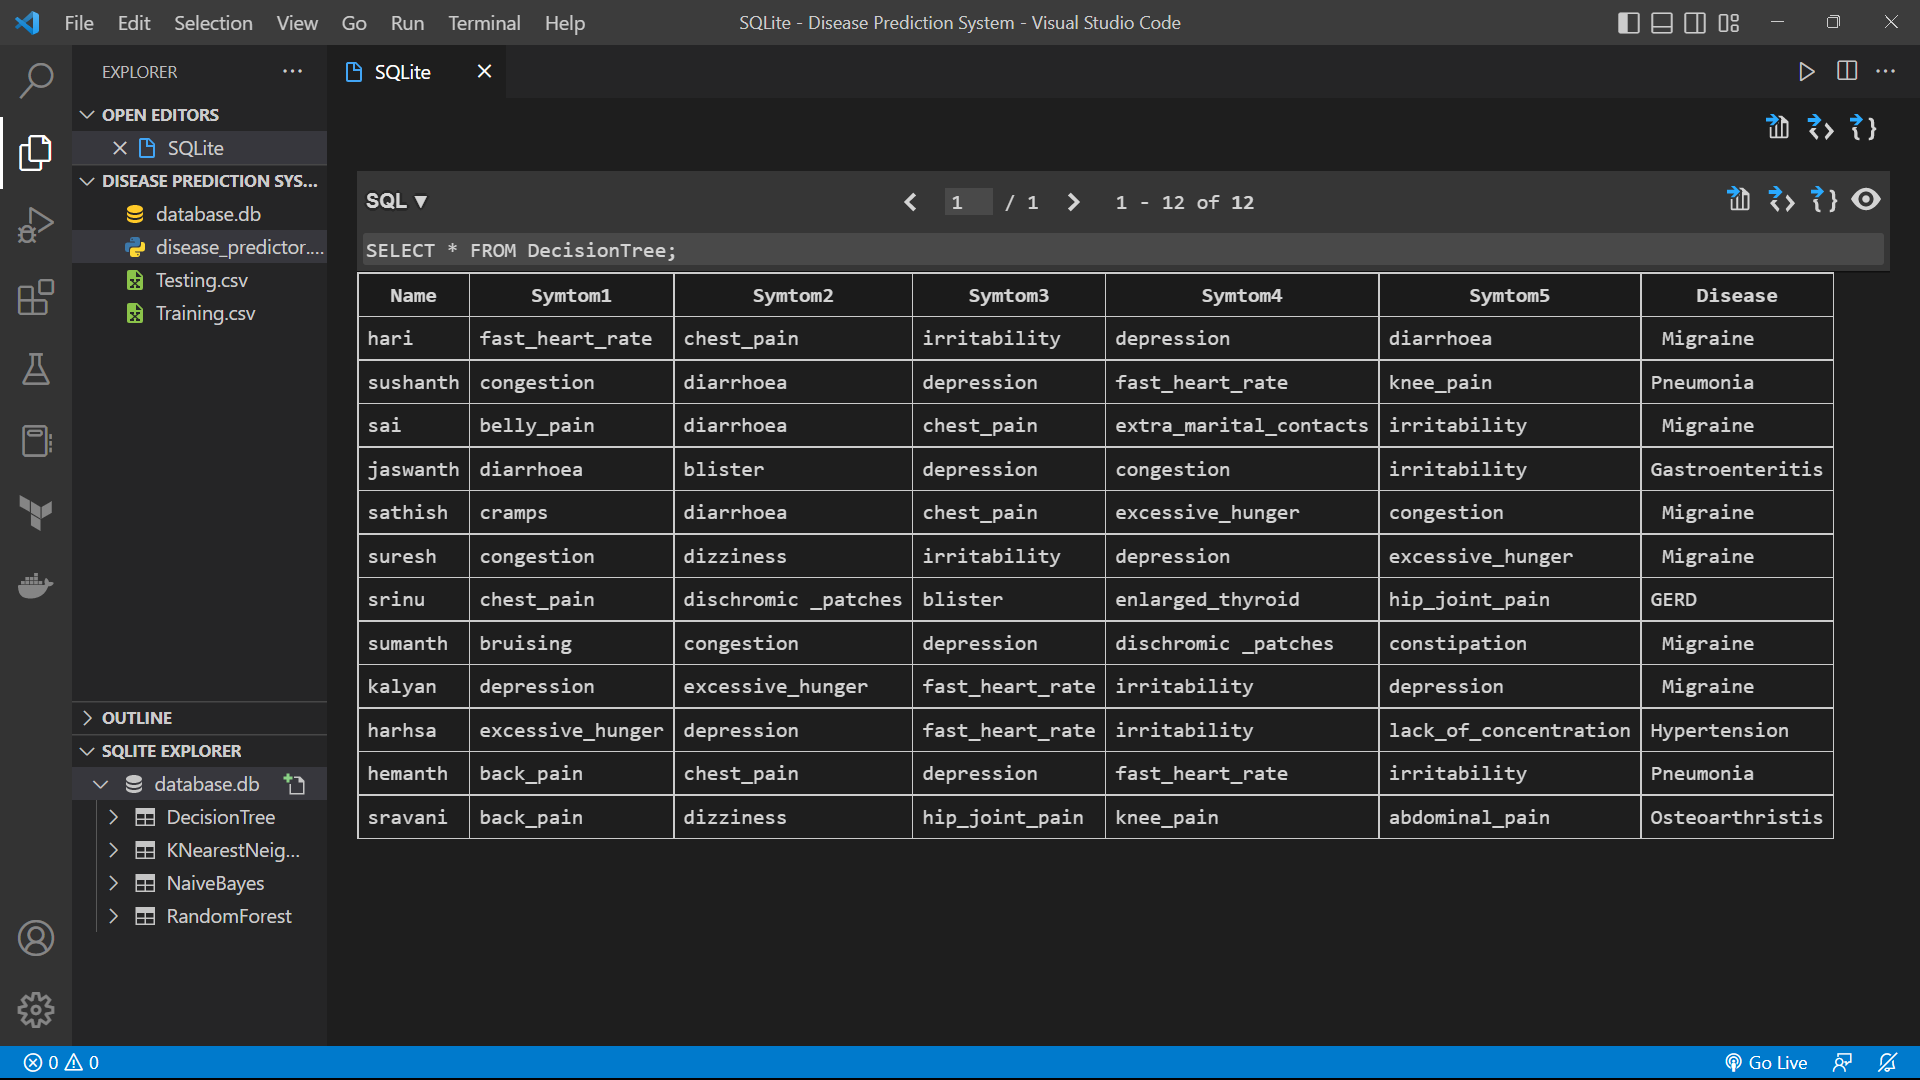 File Edit Selection View Go Run Terminal Help SQLite - Disease Prediction System - Visual Studio Code
EXPLORER
OPEN EDITORS
SQLite
DISEASE PREDICTION SYS...
database.db
disease_predictor....
Testing.csv
Training.csv
OUTLINE
SQLITE EXPLORER
database.db
DecisionTree
KNearestNeig...
NaiveBayes
RandomForest
SQLite
SQL ▼ 1 / 1 1 - 12 of 12
SELECT * FROM DecisionTree;
Name Symtom1 Symtom2 Symtom3 Symtom4 Symtom5 Disease
hari fast_heart_rate chest_pain irritability depression diarrhoea Migraine
sushanth congestion diarrhoea depression fast_heart_rate knee_pain Pneumonia
sai belly_pain diarrhoea chest_pain extra_marital_contacts irritability Migraine
jaswanth diarrhoea blister depression congestion irritability Gastroenteritis
sathish cramps diarrhoea chest_pain excessive_hunger congestion Migraine
suresh congestion dizziness irritability depression excessive_hunger Migraine
srinu chest_pain dischromic _patches blister enlarged_thyroid hip_joint_pain GERD
sumanth bruising congestion depression dischromic _patches constipation Migraine
kalyan depression excessive_hunger fast_heart_rate irritability depression Migraine
harhsa excessive_hunger depression fast_heart_rate irritability lack_of_concentration Hypertension
hemanth back_pain chest_pain depression fast_heart_rate irritability Pneumonia
sravani back_pain dizziness hip_joint_pain knee_pain abdominal_pain Osteoarthristis
0 0 Go Live